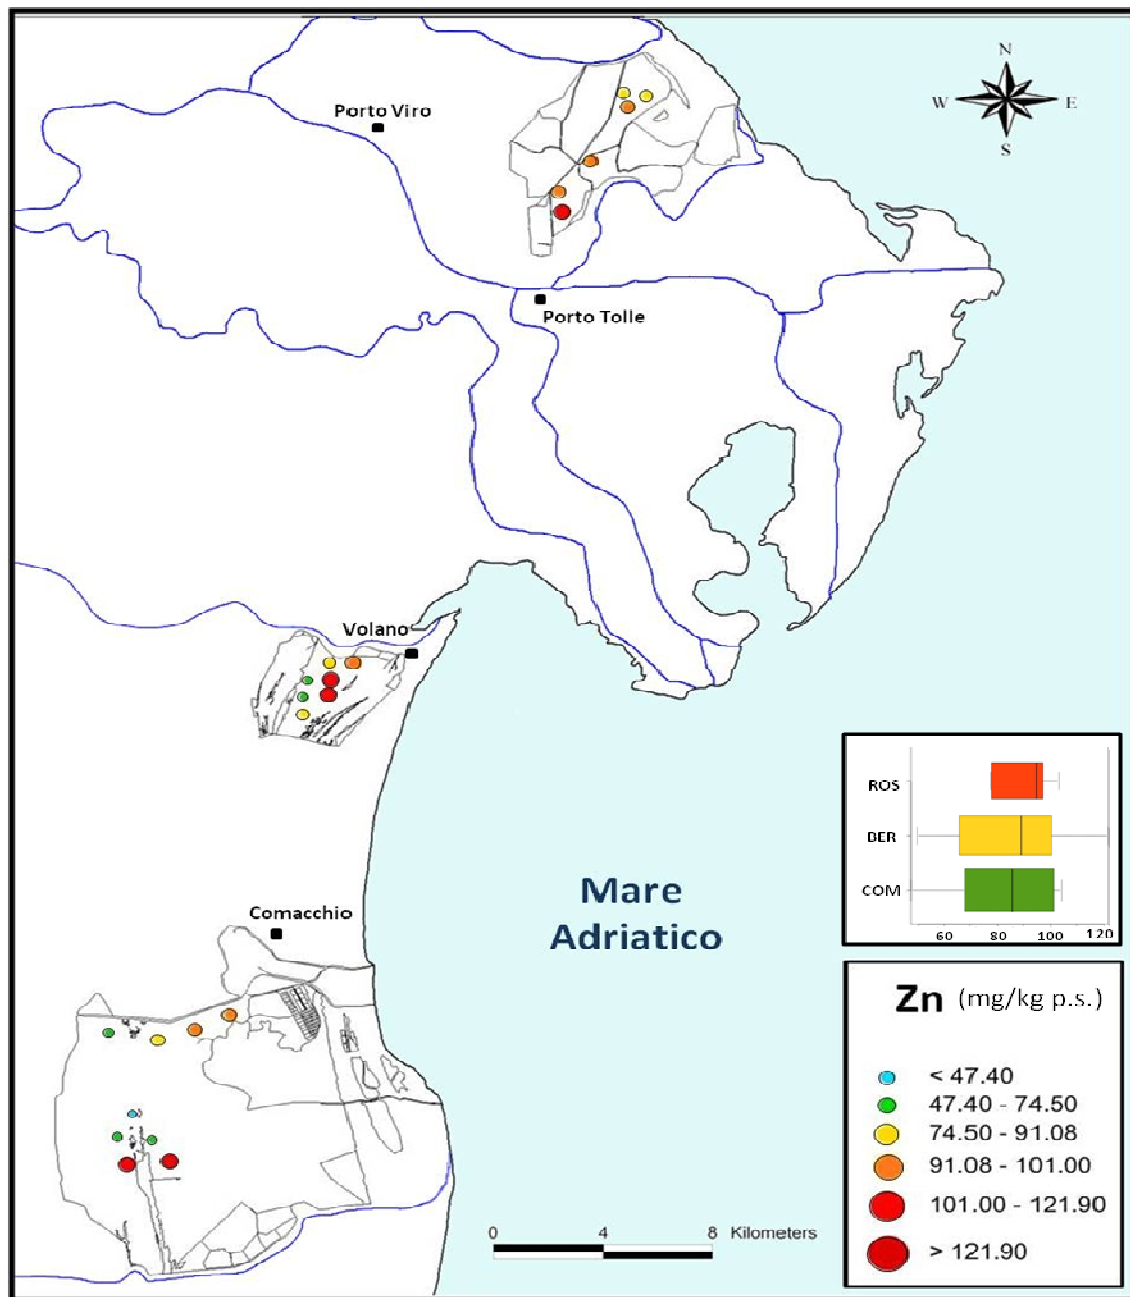 N
W
E
S
Porto Viro
Porto Tolle
Volano
Comacchio
Mare
Adriatico
ROS
BER
COM
60 80 100 120
Zn (mg/kg p.s.)
< 47.40
47.40 - 74.50
74.50 - 91.08
91.08 - 101.00
101.00 - 121.90
> 121.90
0 4 8 Kilometers